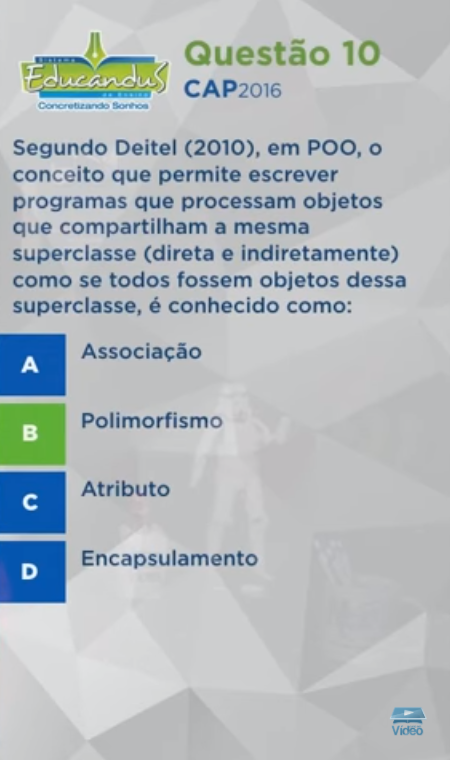 Sistema
Educandus
de Ensino
Concretizando Sonhos
Questão 10
CAP2016
Segundo Deitel (2010), em POO, o
conceito que permite escrever
programas que processam objetos
que compartilham a mesma
superclasse (direta e indiretamente)
como se todos fossem objetos dessa
superclasse, é conhecido como:
A Associação
B Polimorfismo
C Atributo
D Encapsulamento
Vídeo